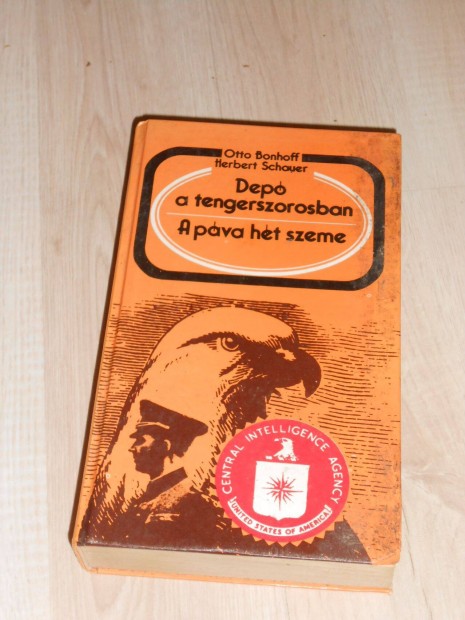 Otto Bonhoff
Herbert Schauer
Depó
a tengerszorosban
A páva hét szeme
CENTRAL INTELLIGENCE AGENCY
UNITED STATES OF AMERICA